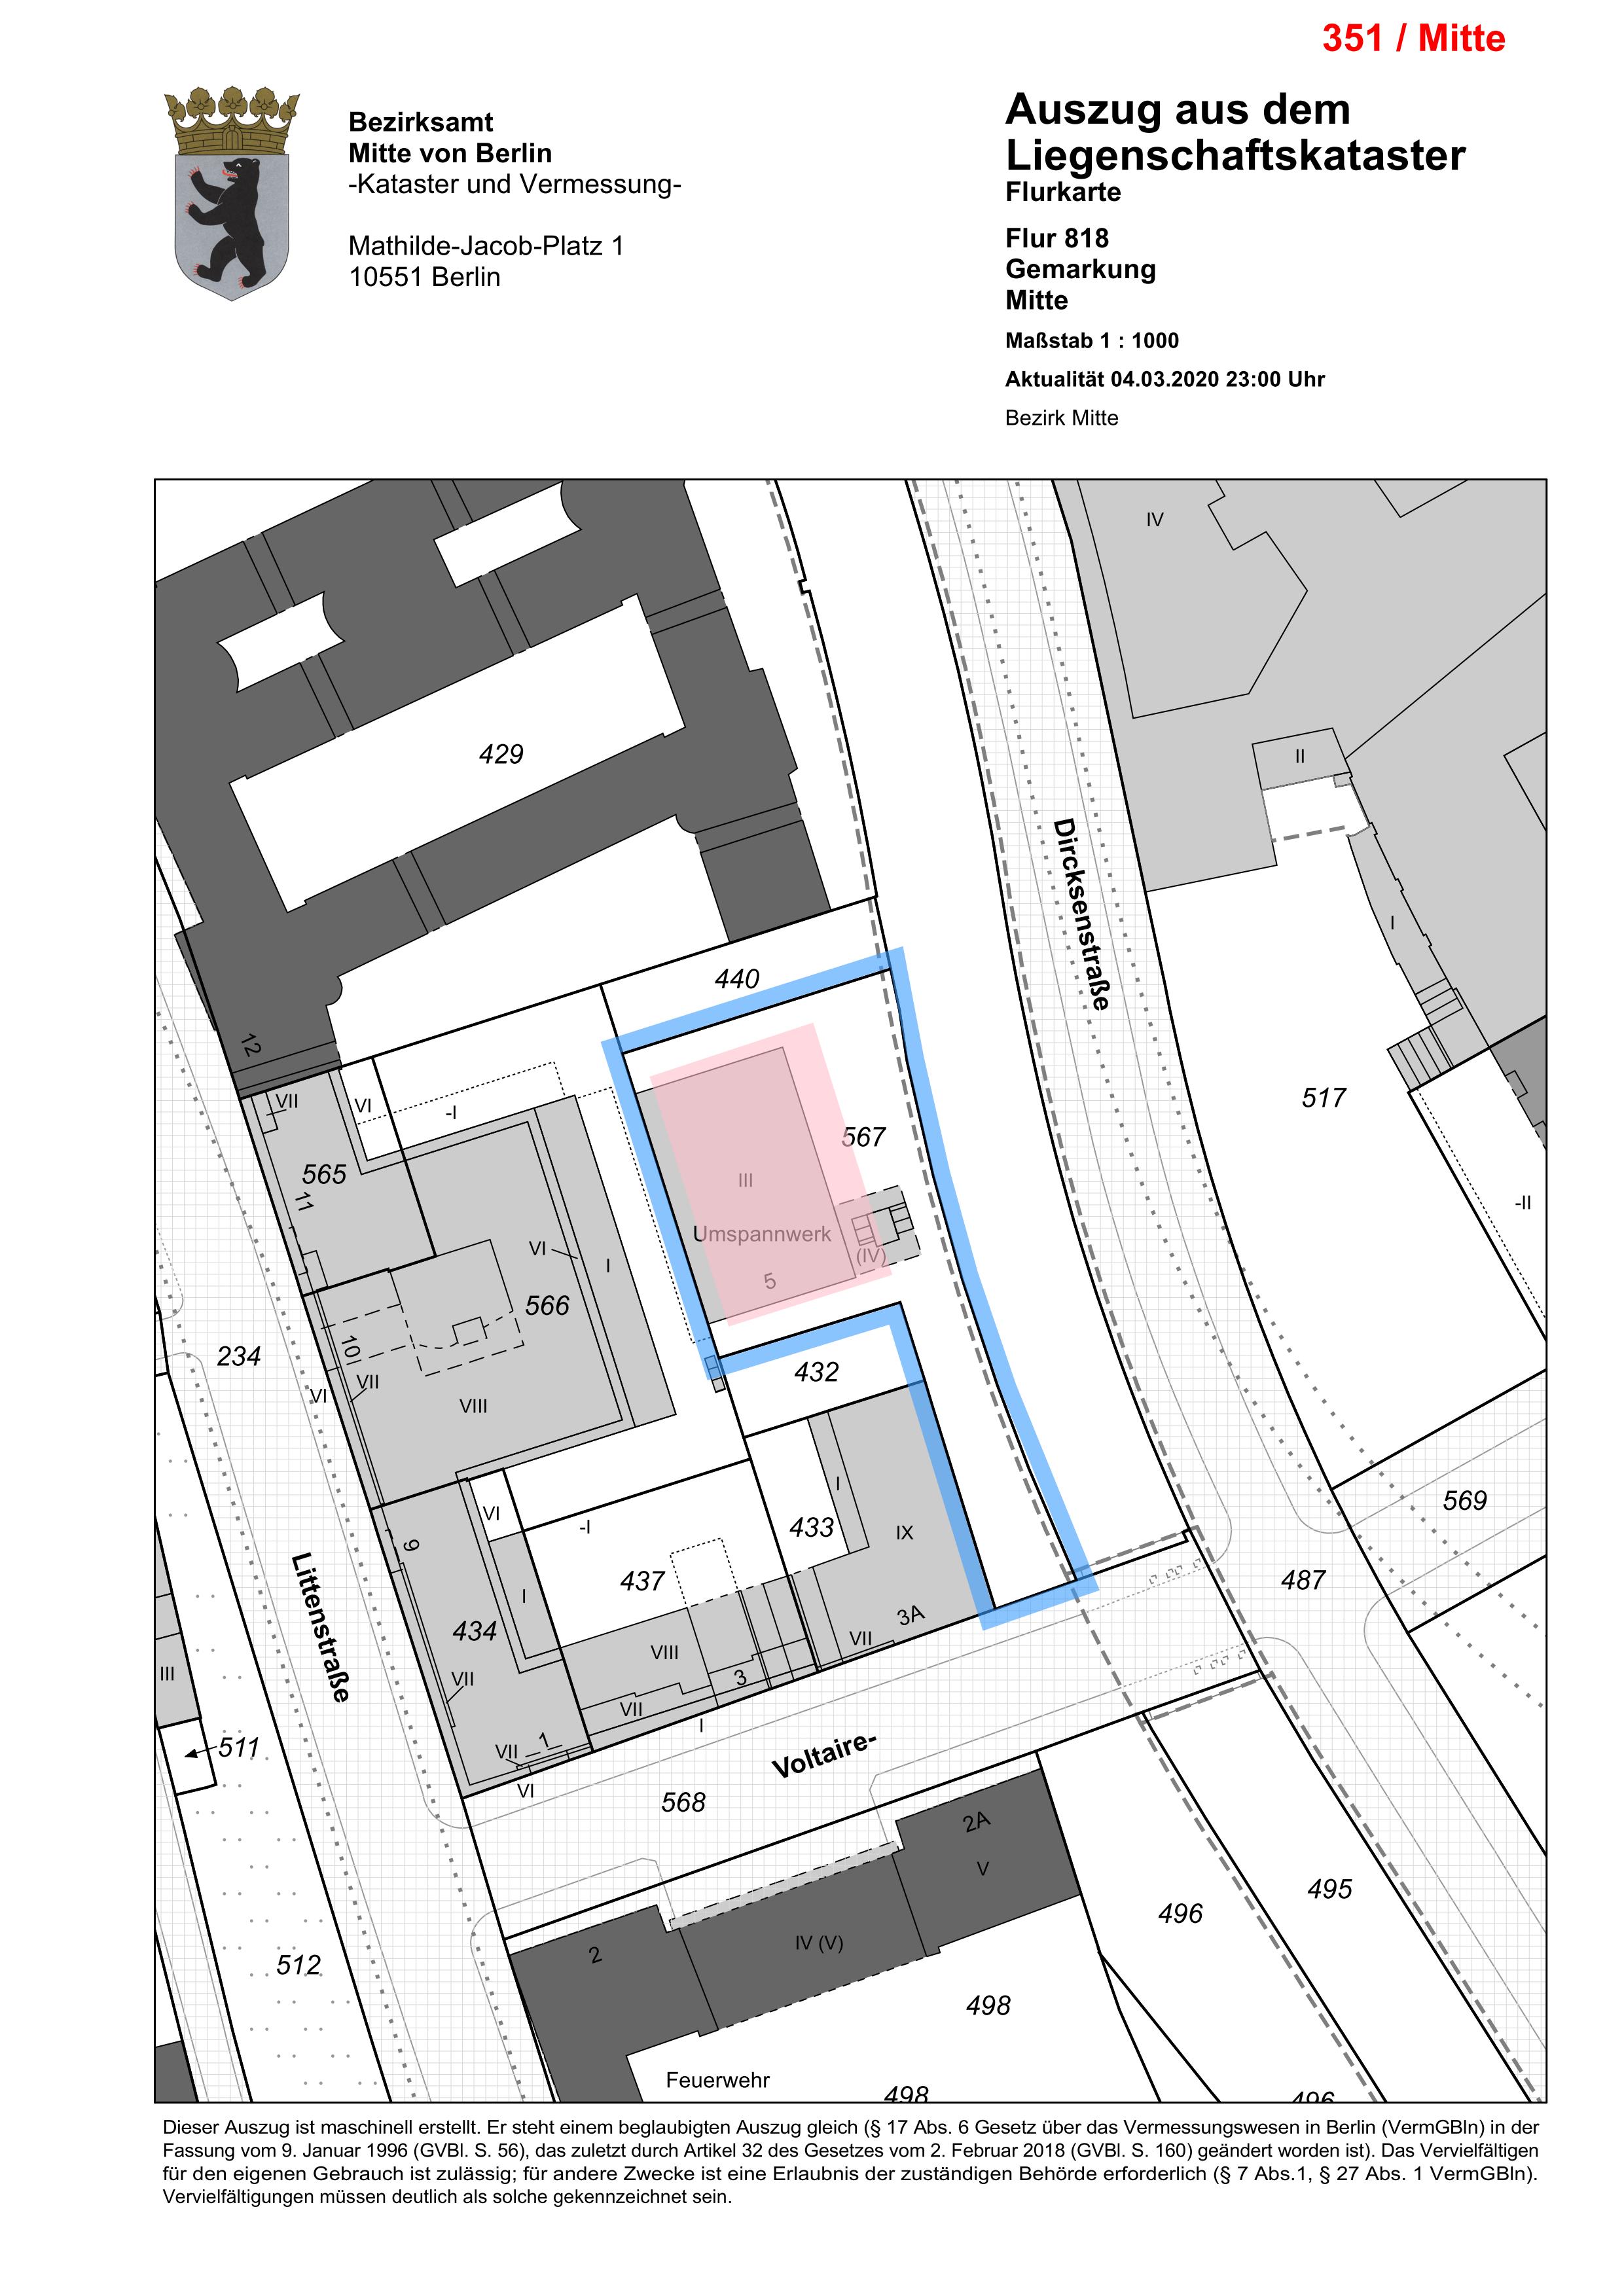 351 / Mitte
Bezirksamt
Mitte von Berlin
-Kataster und Vermessung-
Mathilde-Jacob-Platz 1
10551 Berlin
Auszug aus dem
Liegenschaftskataster
Flurkarte
Flur 818
Gemarkung
Mitte
Maßstab 1 : 1000
Aktualität 04.03.2020 23:00 Uhr
Bezirk Mitte
IV
429
II
Dircksenstraße
I
440
12
VII
VI
-I
517
567
565
III
11
-II
Umspannwerk
VI
I
(IV)
5
566
10
234
432
VII
VI
VIII
I
569
VI
9
-I
433
IX
437
487
I
434
3A
VII
Littenstraße
VIII
III
VII
3
VII
I
511
1
VII
Voltaire-
VI
568
2A
V
495
496
IV (V)
2
512
498
Feuerwehr
498
496
Dieser Auszug ist maschinell erstellt. Er steht einem beglaubigten Auszug gleich (§ 17 Abs. 6 Gesetz über das Vermessungswesen in Berlin (VermGBln) in der
Fassung vom 9. Januar 1996 (GVBl. S. 56), das zuletzt durch Artikel 32 des Gesetzes vom 2. Februar 2018 (GVBl. S. 160) geändert worden ist). Das Vervielfältigen
für den eigenen Gebrauch ist zulässig; für andere Zwecke ist eine Erlaubnis der zuständigen Behörde erforderlich (§ 7 Abs.1, § 27 Abs. 1 VermGBln).
Vervielfältigungen müssen deutlich als solche gekennzeichnet sein.